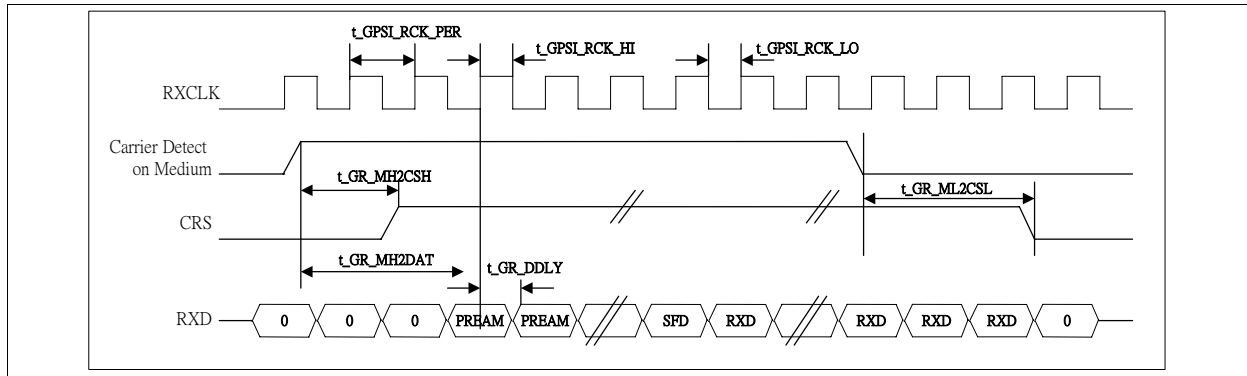 t_GPSI_RCK_PER
t_GPSI_RCK_HI
t_GPSI_RCK_LO
RXCLK
Carrier Detect
on Medium
t_GR_MH2CSH
t_GR_ML2CSL
CRS
t_GR_MH2DAT
t_GR_DDLY
RXD 0 0 0 PREAM PREAM SFD RXD RXD RXD RXD 0